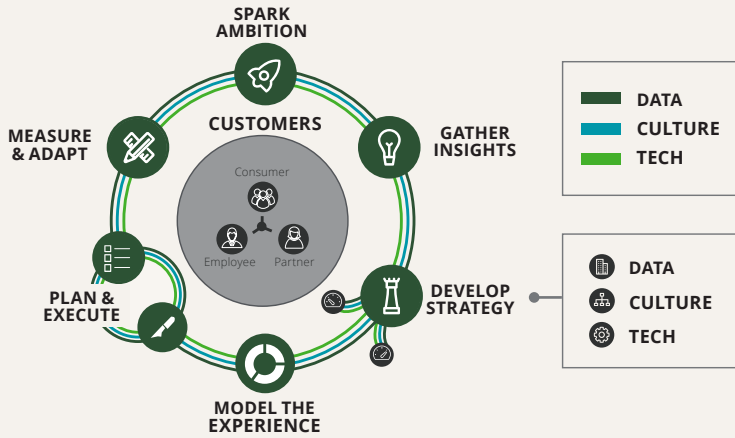 SPARK
AMBITION
MEASURE
& ADAPT
CUSTOMERS
GATHER
INSIGHTS
Consumer
Employee
Partner
PLAN &
EXECUTE
DEVELOP
STRATEGY
MODEL THE
EXPERIENCE
DATA
CULTURE
TECH
DATA
CULTURE
TECH